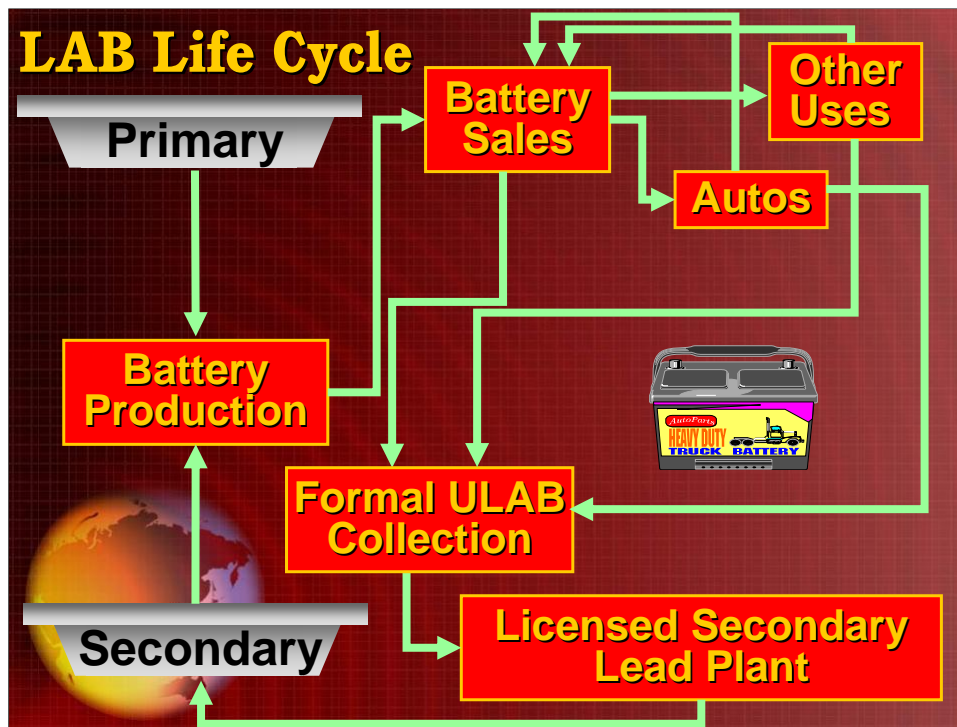 LAB Life Cycle
Primary
Battery
Sales
Other
Uses
Autos
Battery
Production
AutoParts
HEAVY DUTY
TRUCK BATTERY
Formal ULAB
Collection
Secondary
Licensed Secondary
Lead Plant